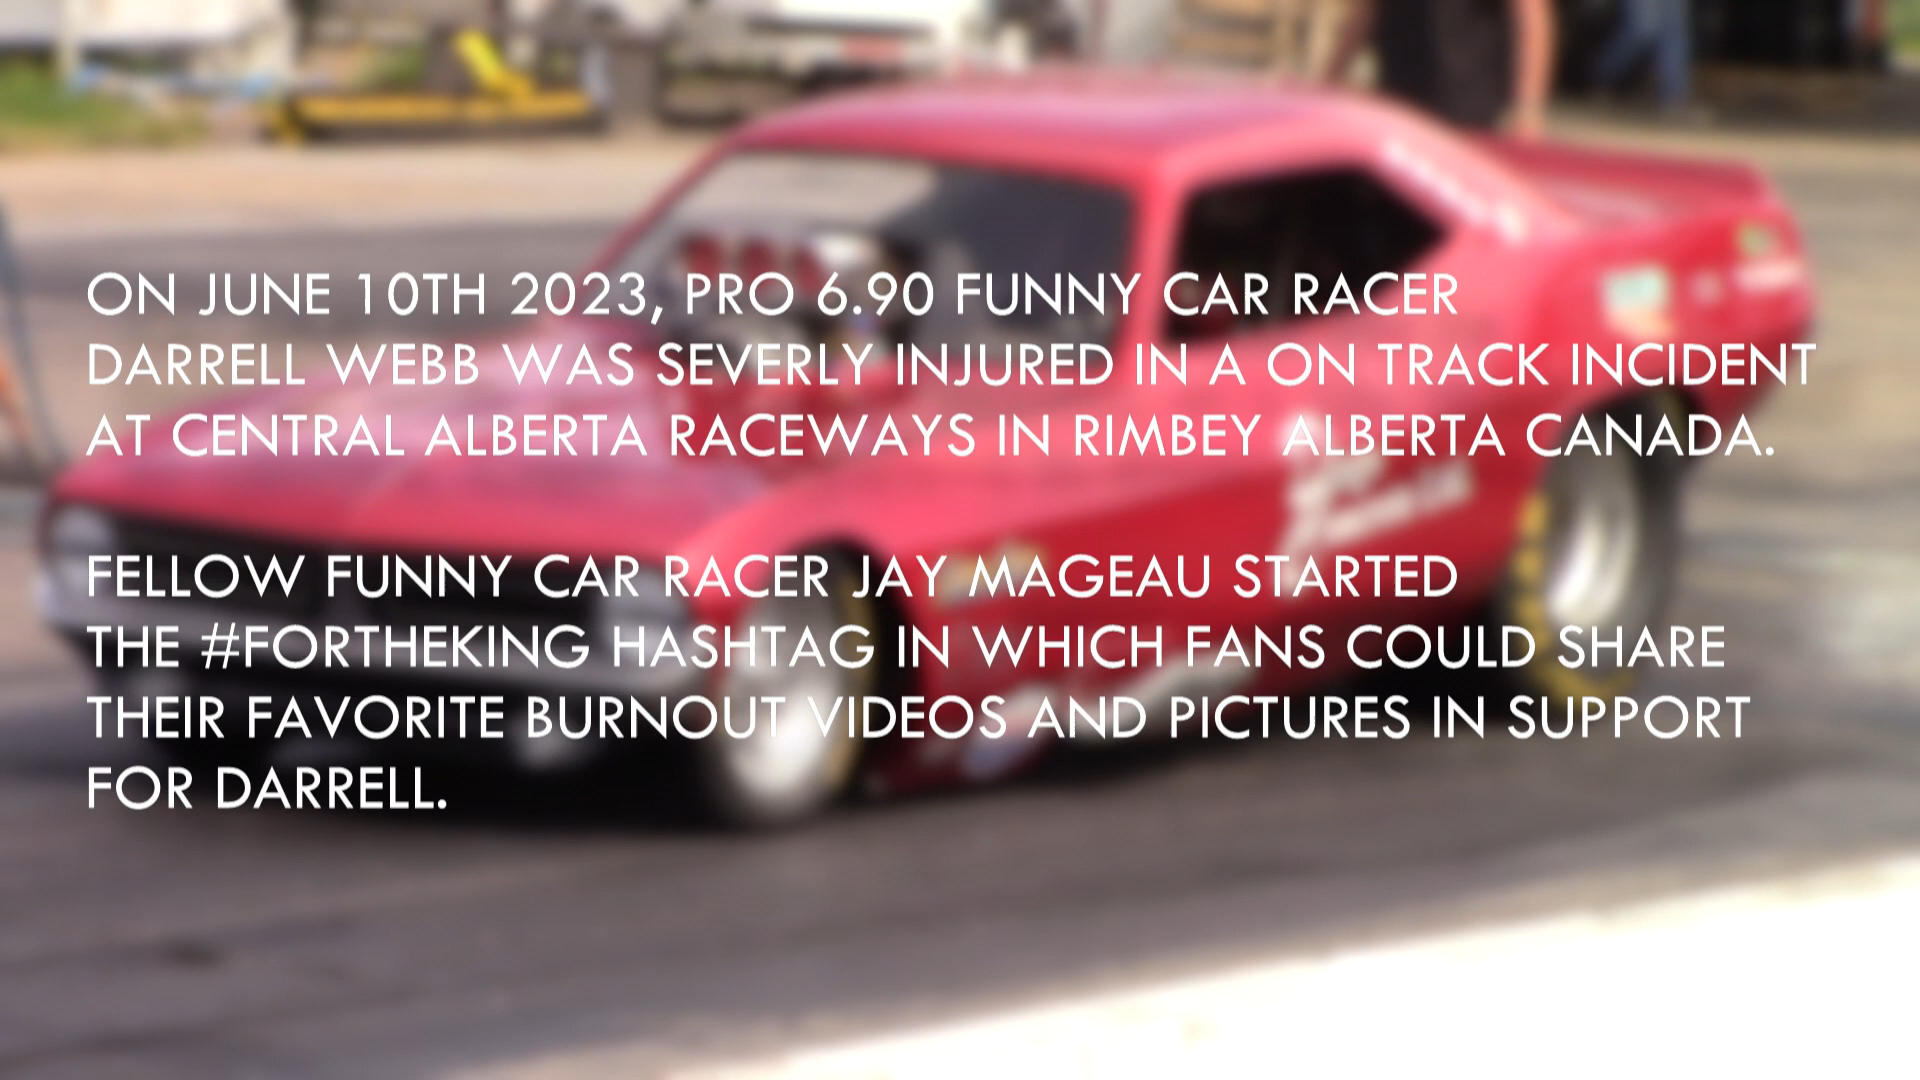 ON JUNE 10TH 2023, PRO 6.90 FUNNY CAR RACER
DARRELL WEBB WAS SEVERLY INJURED IN A ON TRACK INCIDENT
AT CENTRAL ALBERTA RACEWAYS IN RIMBEY ALBERTA CANADA.
FELLOW FUNNY CAR RACER JAY MAGEAU STARTED
THE #FORTHEKING HASHTAG IN WHICH FANS COULD SHARE
THEIR FAVORITE BURNOUT VIDEOS AND PICTURES IN SUPPORT
FOR DARRELL.